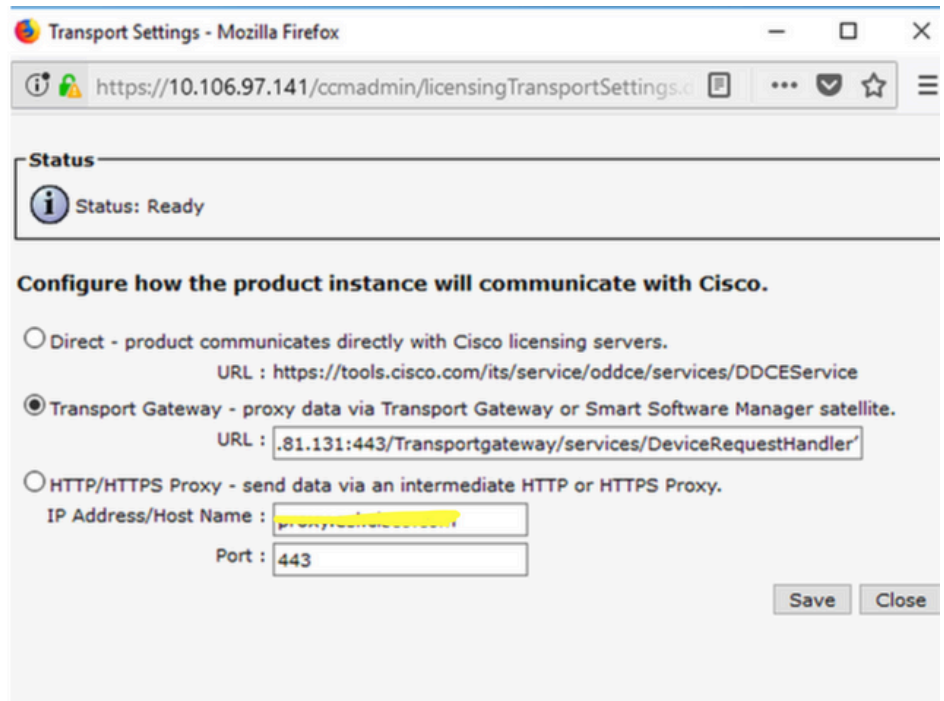 Transport Settings - Mozilla Firefox
https://10.106.97.141/ccmadmin/licensingTransportSettings.d
Status
Status: Ready
Configure how the product instance will communicate with Cisco.
Direct - product communicates directly with Cisco licensing servers.
URL : https://tools.cisco.com/its/service/oddce/services/DDCEService
Transport Gateway - proxy data via Transport Gateway or Smart Software Manager satellite.
URL : .81.131:443/Transportgateway/services/DeviceRequestHandler'
HTTP/HTTPS Proxy - send data via an intermediate HTTP or HTTPS Proxy.
IP Address/Host Name :
Port : 443
Save Close